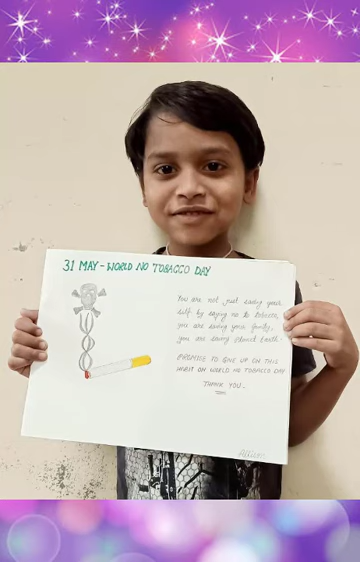 31 MAY - WORLD NO TOBACCO DAY
You are not just saving your
self by saying no to tobacco,
you are saving your family,
you are saving planet Earth.
PROMISE TO GIVE UP ON THIS
HABIT ON WORLD NO TOBACCO DAY
THANK YOU.